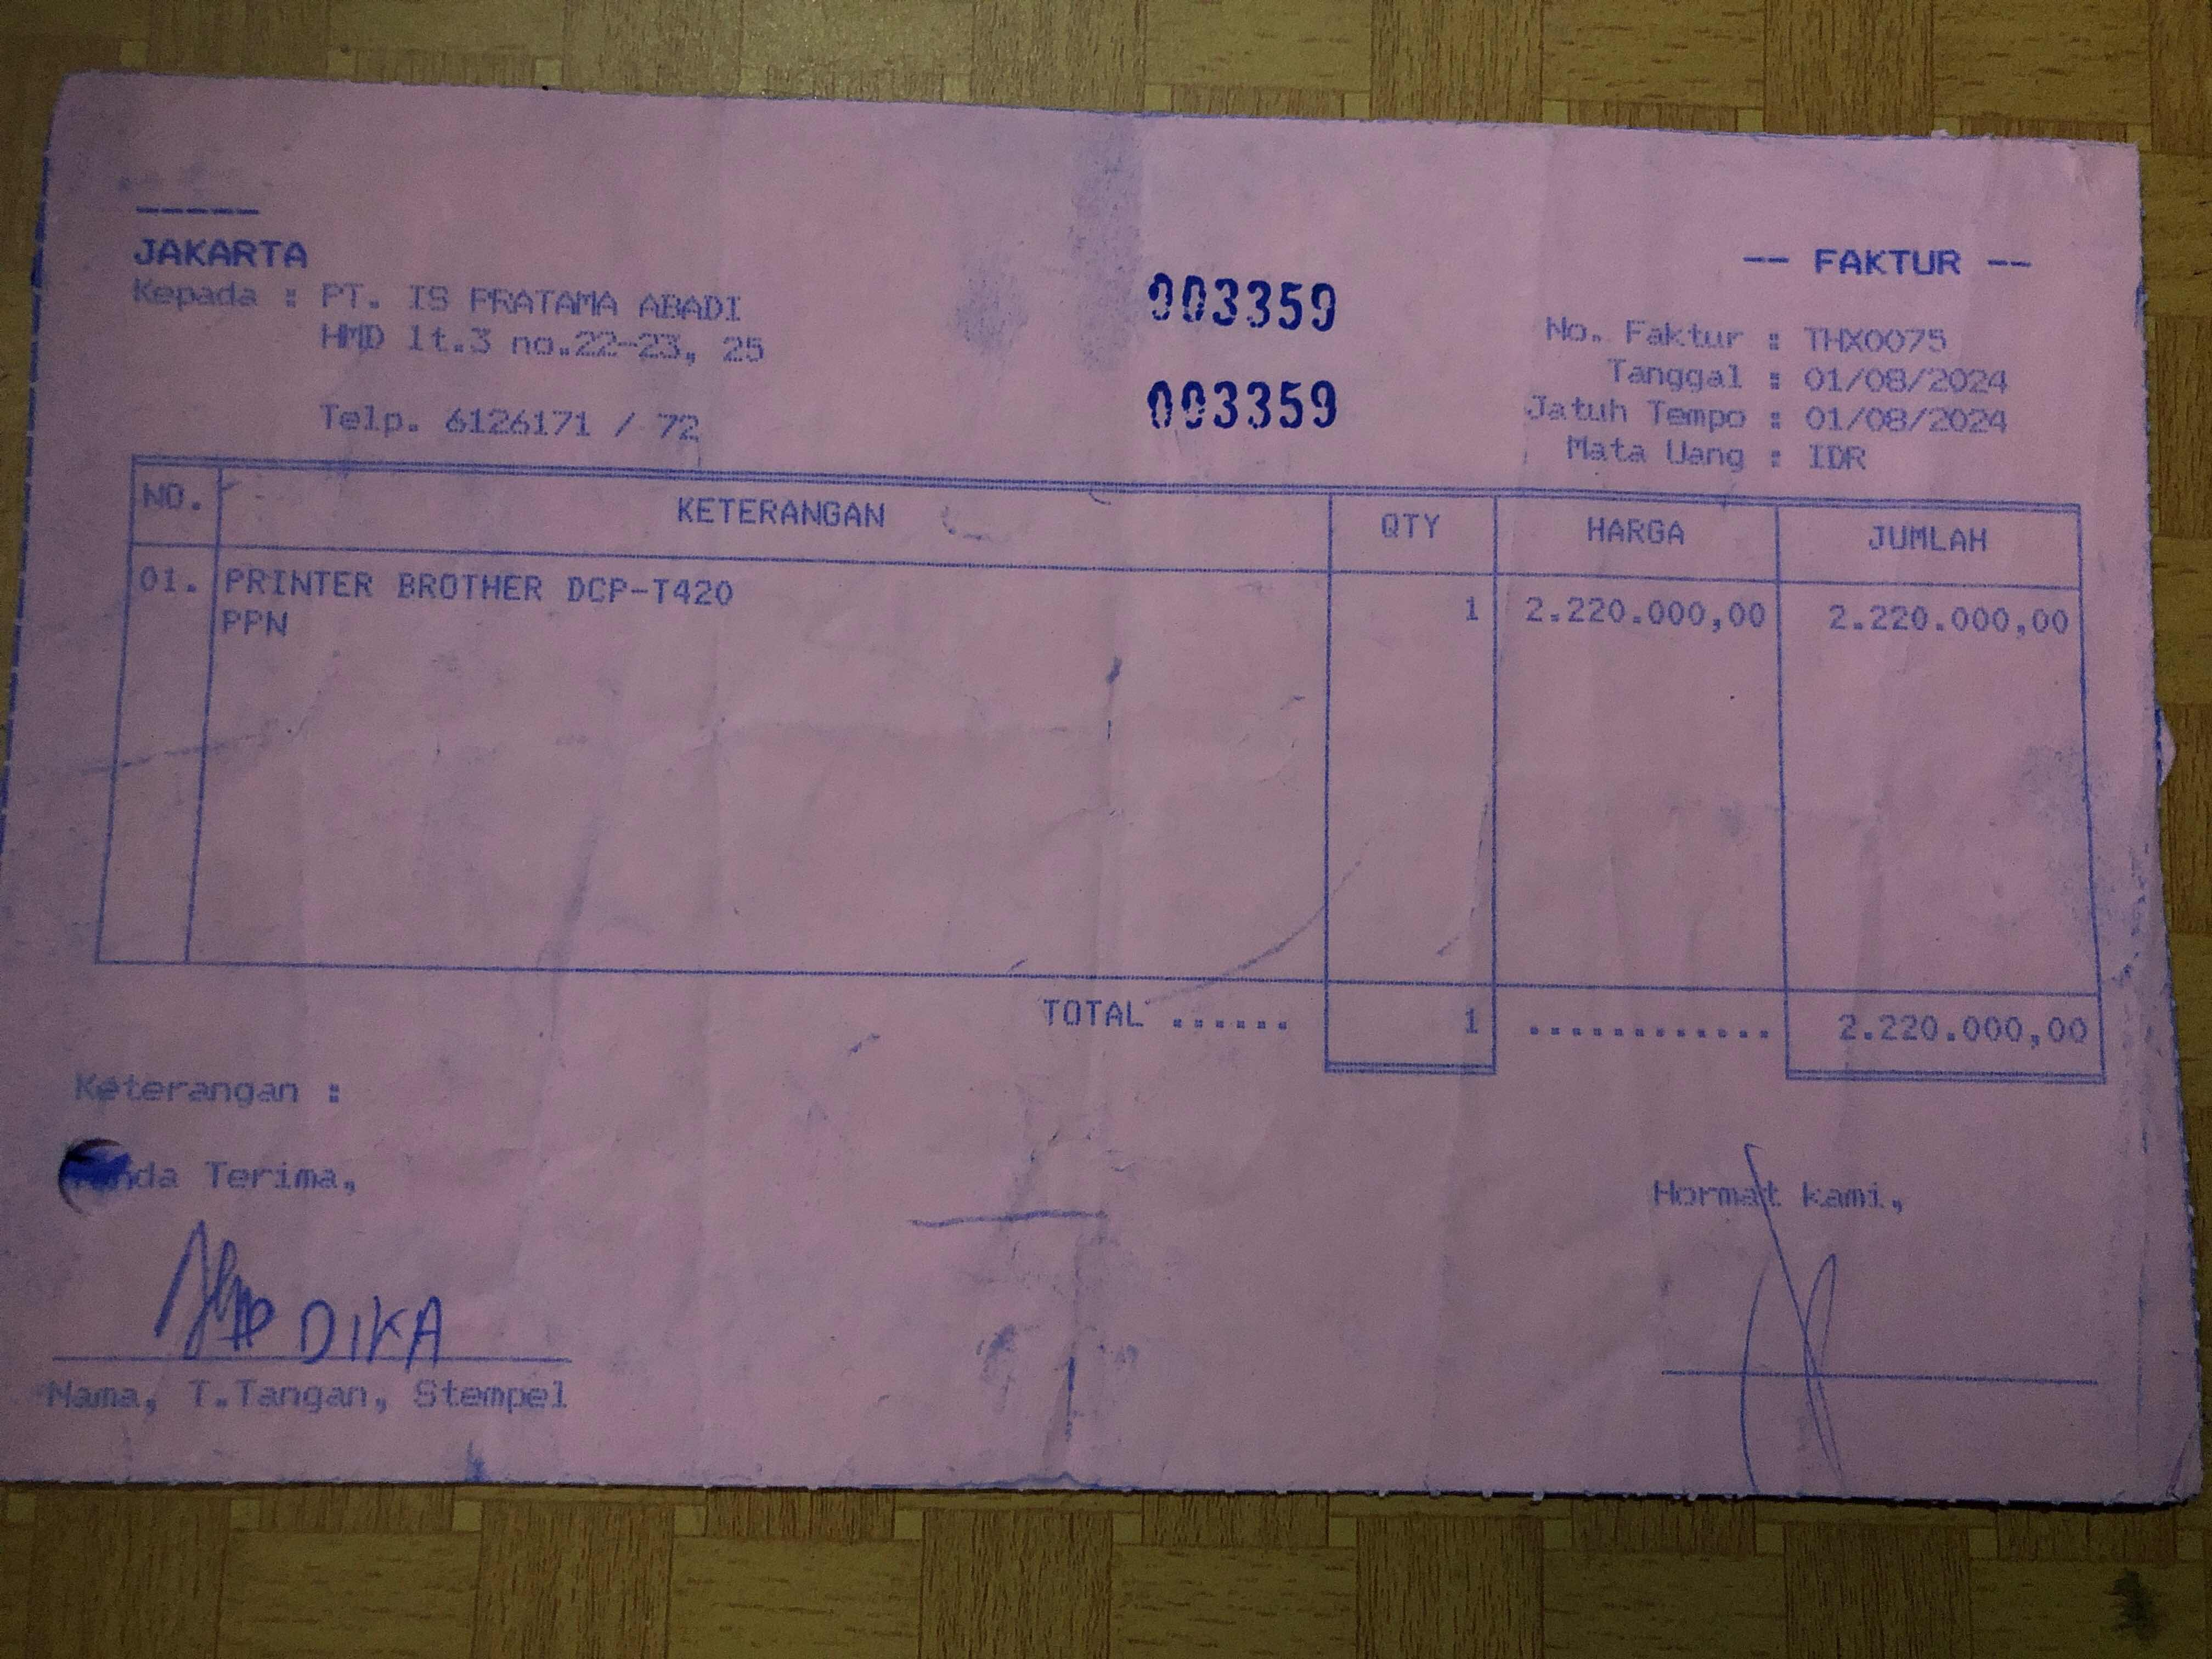 JAKARTA
-- FAKTUR --
Kepada : PT. IS PRATAMA ABADI
HMD lt.3 no.22-23, 25
Telp. 6126171 / 72
003359
003359
No. Faktur : THX0075
Tanggal : 01/08/2024
Jatuh Tempo : 01/08/2024
Mata Uang : IDR
NO. KETERANGAN QTY HARGA JUMLAH
01. PRINTER BROTHER DCP-T420 1 2.220.000,00 2.220.000,00
PPN
TOTAL ...... 1 ............ 2.220.000,00
Keterangan :
Terima,
Hormat kami,
DIKA
Nama, T.Tangan, Stempel